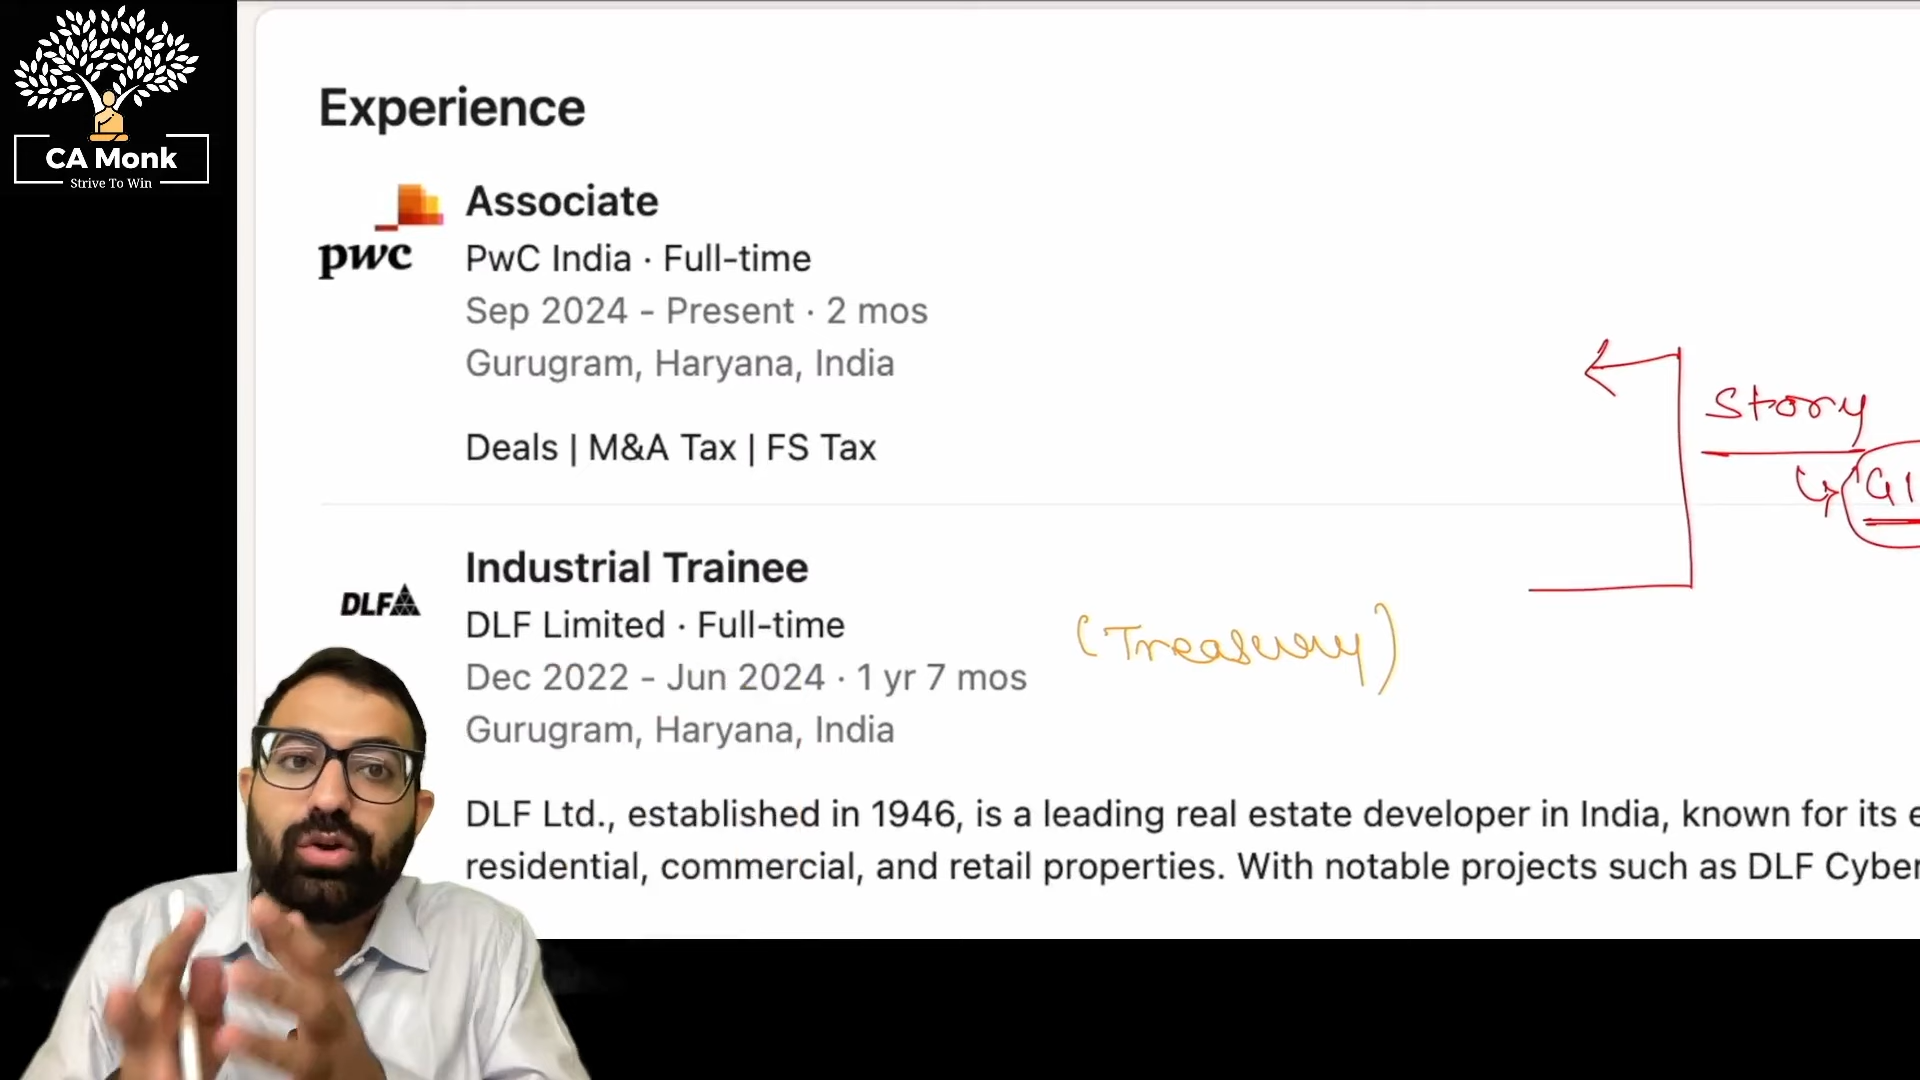 CA Monk
Strive To Win
Experience
pwc
Associate
PwC India · Full-time
Sep 2024 - Present · 2 mos
Gurugram, Haryana, India
Deals | M&A Tax | FS Tax
Story
DLF
Industrial Trainee
DLF Limited · Full-time
(Treasury)
Dec 2022 - Jun 2024 · 1 yr 7 mos
Gurugram, Haryana, India
DLF Ltd., established in 1946, is a leading real estate developer in India, known for its
residential, commercial, and retail properties. With notable projects such as DLF Cyber